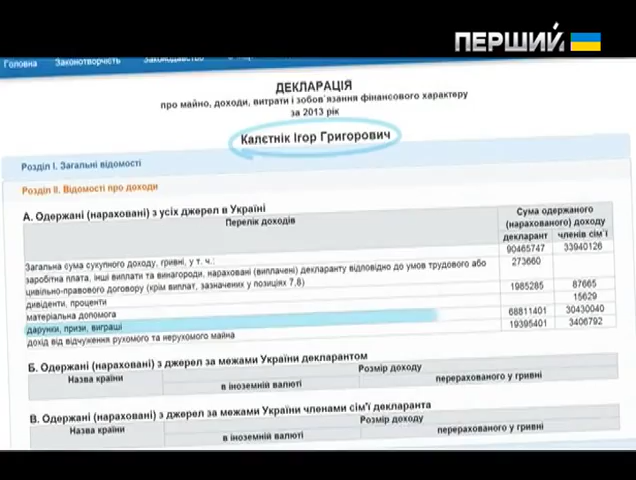 ПЕРШИЙ
Головна Законотворчість Законодавство
ДЕКЛАРАЦІЯ
про майно, доходи, витрати і зобов'язання фінансового характеру
за 2013 рік
Калєтнік Ігор Григорович
Розділ І. Загальні відомості
Розділ ІІ. Відомості про доходи
А. Одержані (нараховані) з усіх джерел в Україні
Перелік доходів
Сума одержаного
(нарахованого) доходу
декларант членів сім'ї
Загальна сума сукупного доходу, гривні, у т. ч.: 90465747 33940126
заробітна плата, інші виплати та винагороди, нараховані (виплачені) декларанту відповідно до умов трудового або 273660
цивільно-правового договору (крім виплат, зазначених у позиціях 7,8)
дивіденти, проценти 1985285 87665
матеріальна допомога 15629
дарунки, призи, виграші 68811401 30430040
дохід від відчуження рухомого та нерухомого майна 19395401 3406792
Б. Одержані (нараховані) з джерел за межами України декларантом
Назва країни
Розмір доходу
в іноземній валюті перерахованого у гривні
В. Одержані (нараховані) з джерел за межами України членами сім'ї декларанта
Назва країни
Розмір доходу
в іноземній валюті перерахованого у гривні